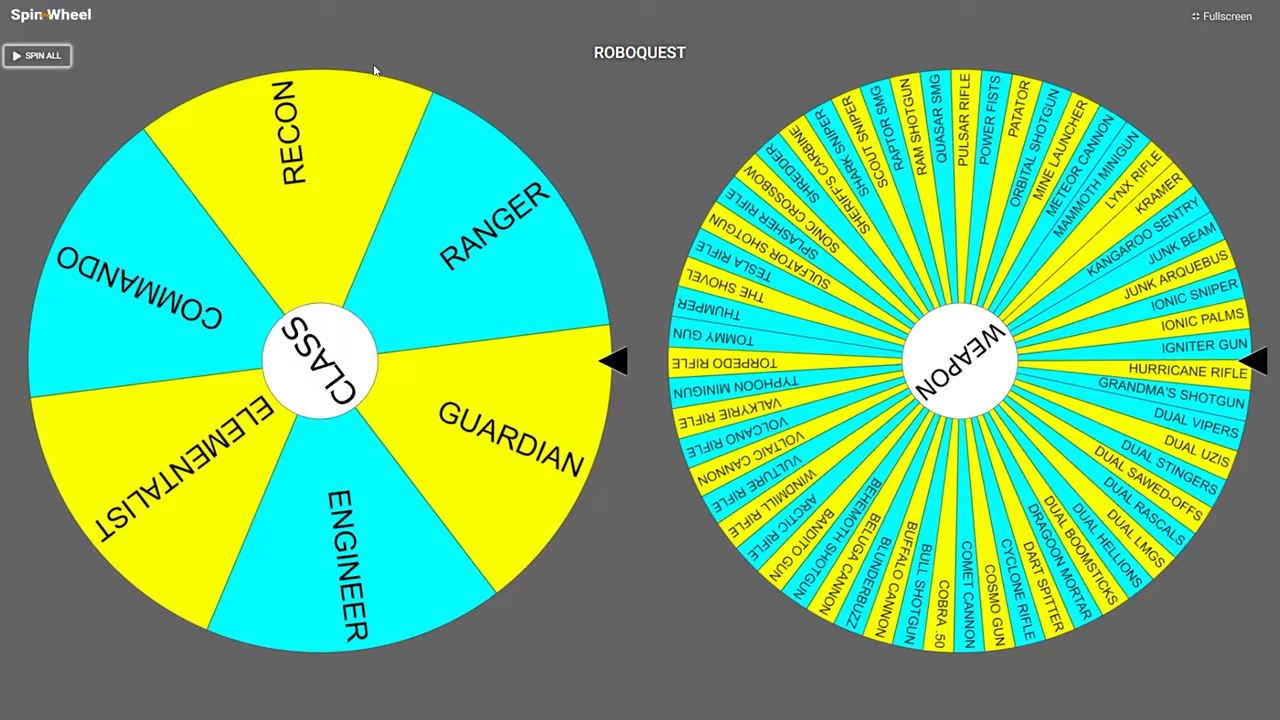 Spin Wheel
Fullscreen
SPIN ALL
ROBOQUEST
RECON
RANGER
GUARDIAN
ENGINEER
ELEMENTALIST
COMMANDO
CLASS
PULSAR RIFLE
POWER FISTS
PATATOR
ORBITAL SHOTGUN
MINE LAUNCHER
METEOR CANNON
MAMMOTH MINIGUN
LYNX RIFLE
KRAMER
KANGAROO SENTRY
JUNK BEAM
JUNK ARQUEBUS
IONIC SNIPER
IONIC PALMS
IGNITER GUN
HURRICANE RIFLE
GRANDMA'S SHOTGUN
DUAL VIPERS
DUAL UZIS
DUAL STINGERS
DUAL SAWED-OFFS
DUAL RASCALS
DUAL LMGS
DUAL HELLIONS
DUAL BOOMSTICKS
DRAGOON MORTAR
DART SPITTER
CYCLONE RIFLE
COSMO GUN
COMET CANNON
COBRA .50
BULL SHOTGUN
BUFFALO CANNON
BLUNDERBUZZ
BELUGA CANNON
BEHEMOTH SHOTGUN
BANDITO GUN
ARCTIC RIFLE
WINDMILL RIFLE
VULTURE RIFLE
VOLTAIC CANNON
VOLCANO RIFLE
VALKYRIE RIFLE
TYPHOON MINIGUN
TORPEDO RIFLE
TOMMY GUN
THUMPER
THE SHOVEL
TESLA RIFLE
SULFATOR SHOTGUN
SPLASHER RIFLE
SONIC CROSSBOW
SHREDDER
SHERIFF'S CARBINE
SHARK SNIPER
SCOUT SNIPER
RAPTOR SMG
RAM SHOTGUN
QUASAR SMG
WEAPON